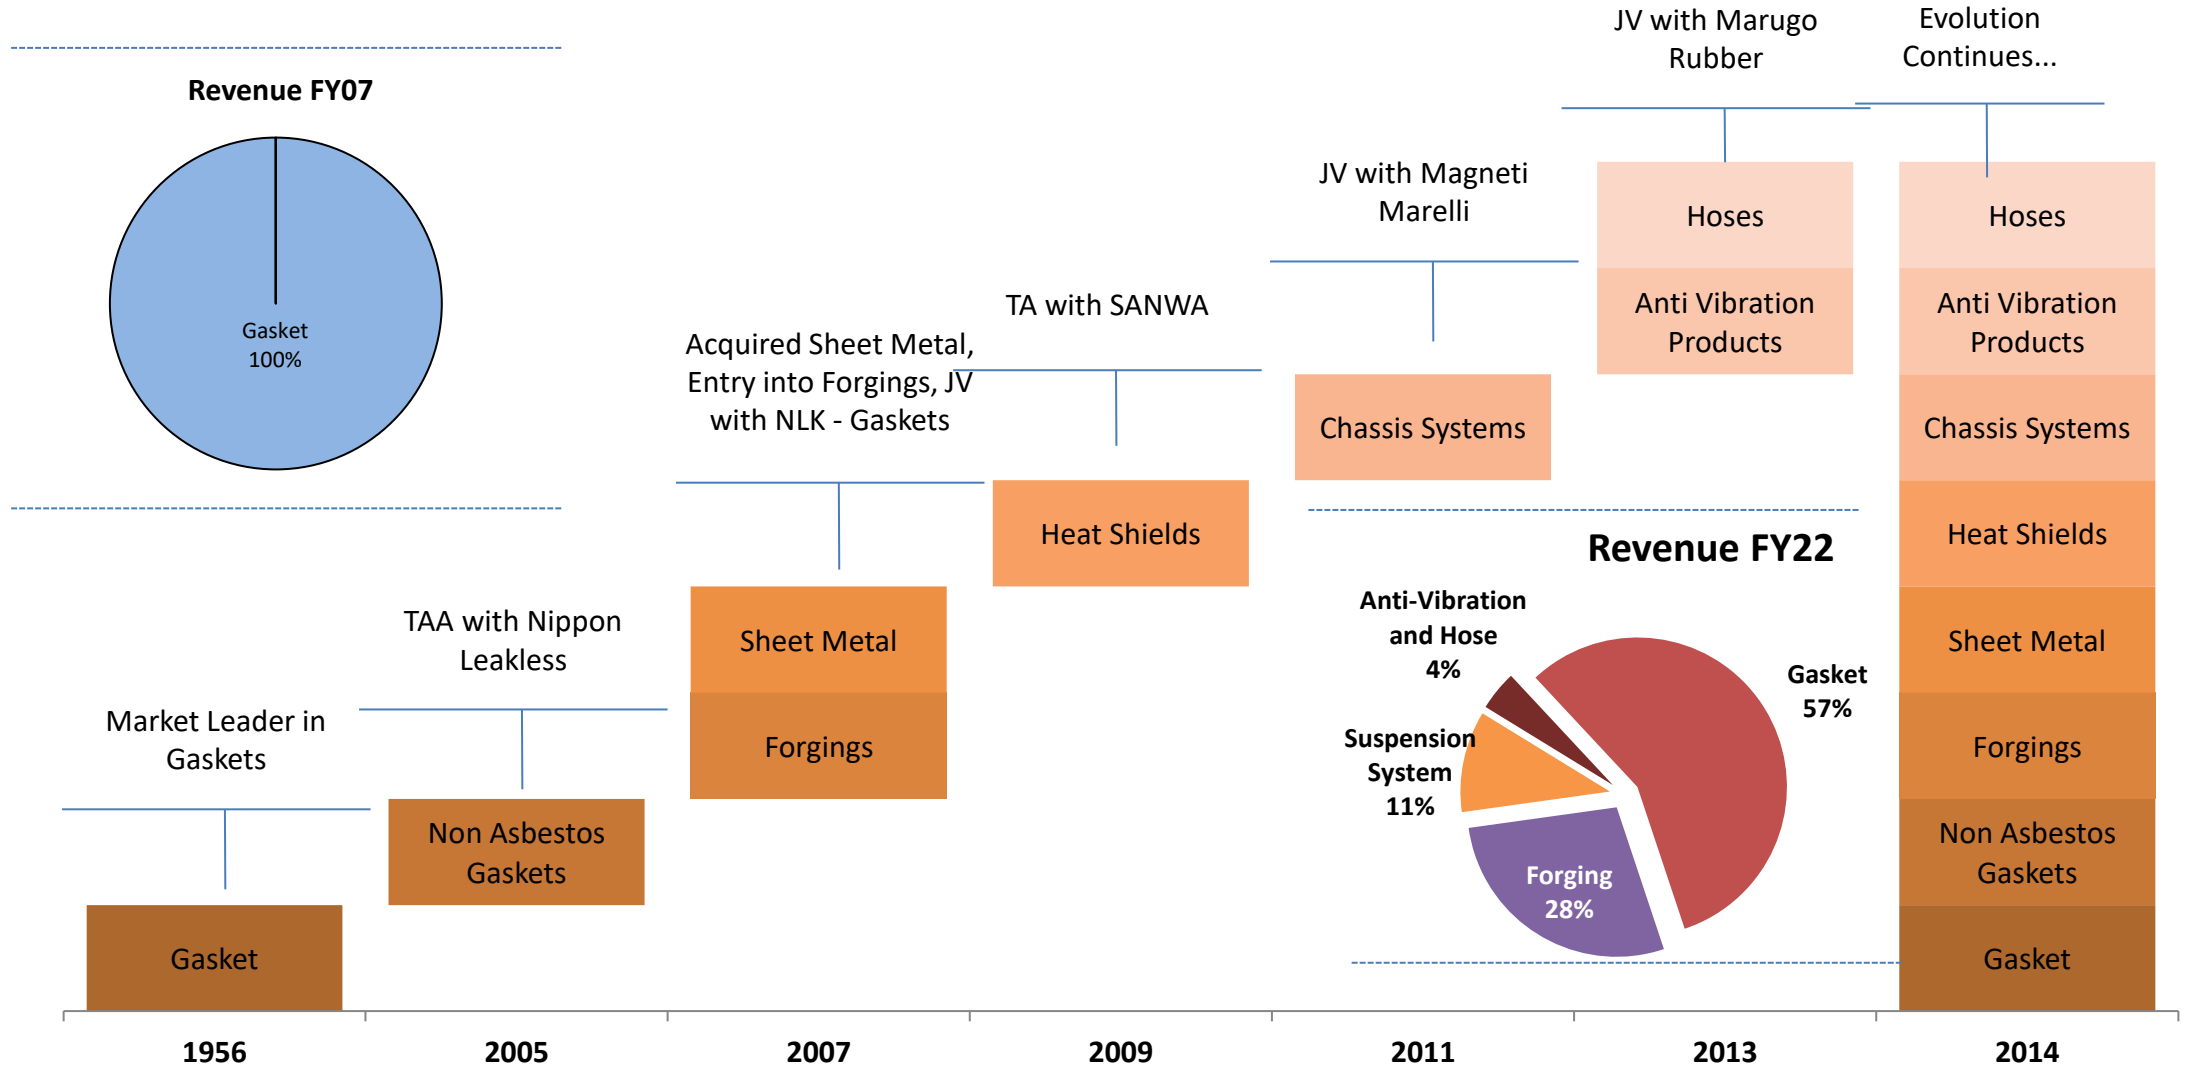 Revenue FY07
Gasket
100%
Market Leader in
Gaskets
Gasket
TAA with Nippon
Leakless
Non Asbestos
Gaskets
Acquired Sheet Metal,
Entry into Forgings, JV
with NLK - Gaskets
Sheet Metal
Forgings
TA with SANWA
Heat Shields
JV with Magneti
Marelli
Chassis Systems
JV with Marugo
Rubber
Hoses
Anti Vibration
Products
Evolution
Continues...
Hoses
Anti Vibration
Products
Chassis Systems
Heat Shields
Sheet Metal
Forgings
Non Asbestos
Gaskets
Gasket
Revenue FY22
Anti-Vibration
and Hose
4%
Gasket
57%
Suspension
System
11%
Forging
28%
1956
2005
2007
2009
2011
2013
2014